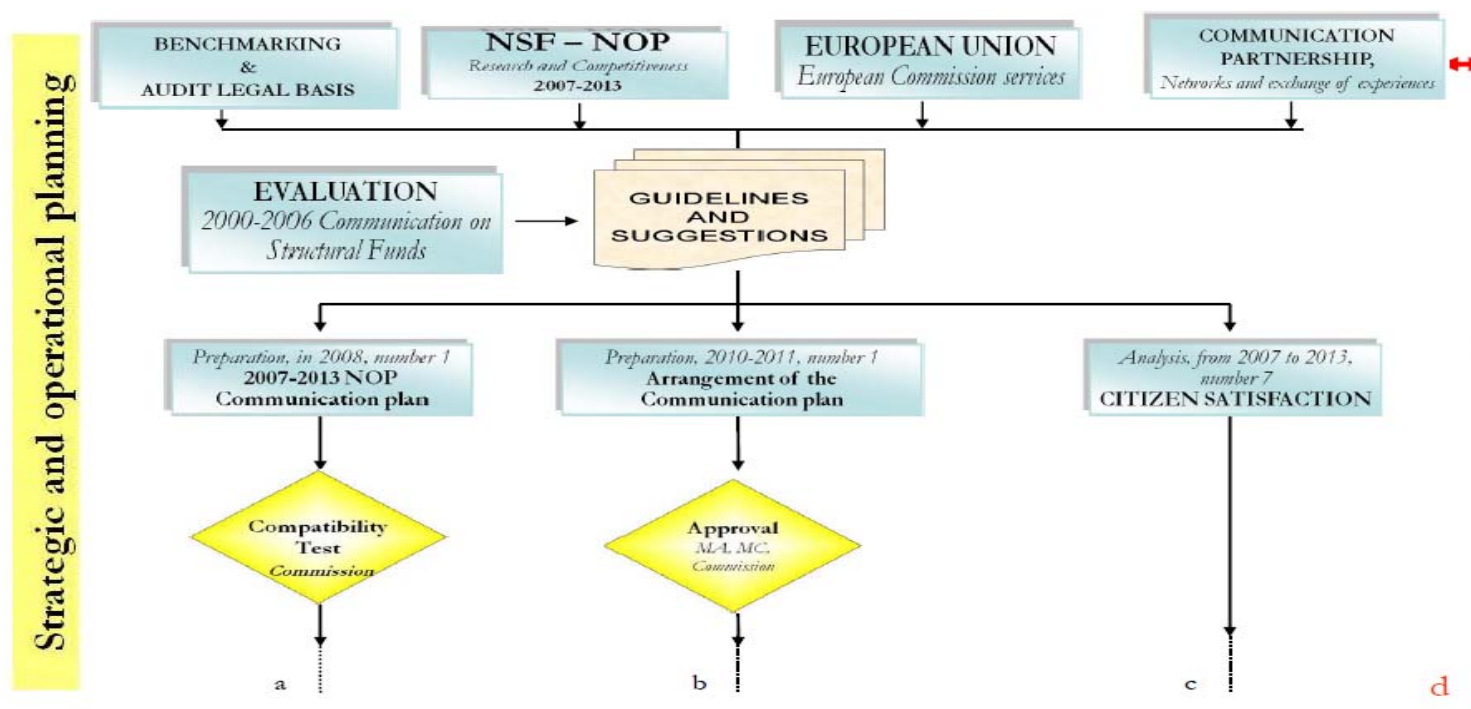 Strategic and operational planning
BENCHMARKING
&
AUDIT LEGAL BASIS
NSF – NOP
Research and Competitiveness
2007-2013
EUROPEAN UNION
European Commission services
COMMUNICATION
PARTNERSHIP,
Networks and exchange of experiences
EVALUATION
2000-2006 Communication on
Structural Funds
GUIDELINES
AND
SUGGESTIONS
Preparation, in 2008, number 1
2007-2013 NOP
Communication plan
Preparation, 2010-2011, number 1
Arrangement of the
Communication plan
Analysis, from 2007 to 2013,
number 7
CITIZEN SATISFACTION
Compatibility
Test
Commission
Approval
MA, MC,
Commission
a
b
c
d